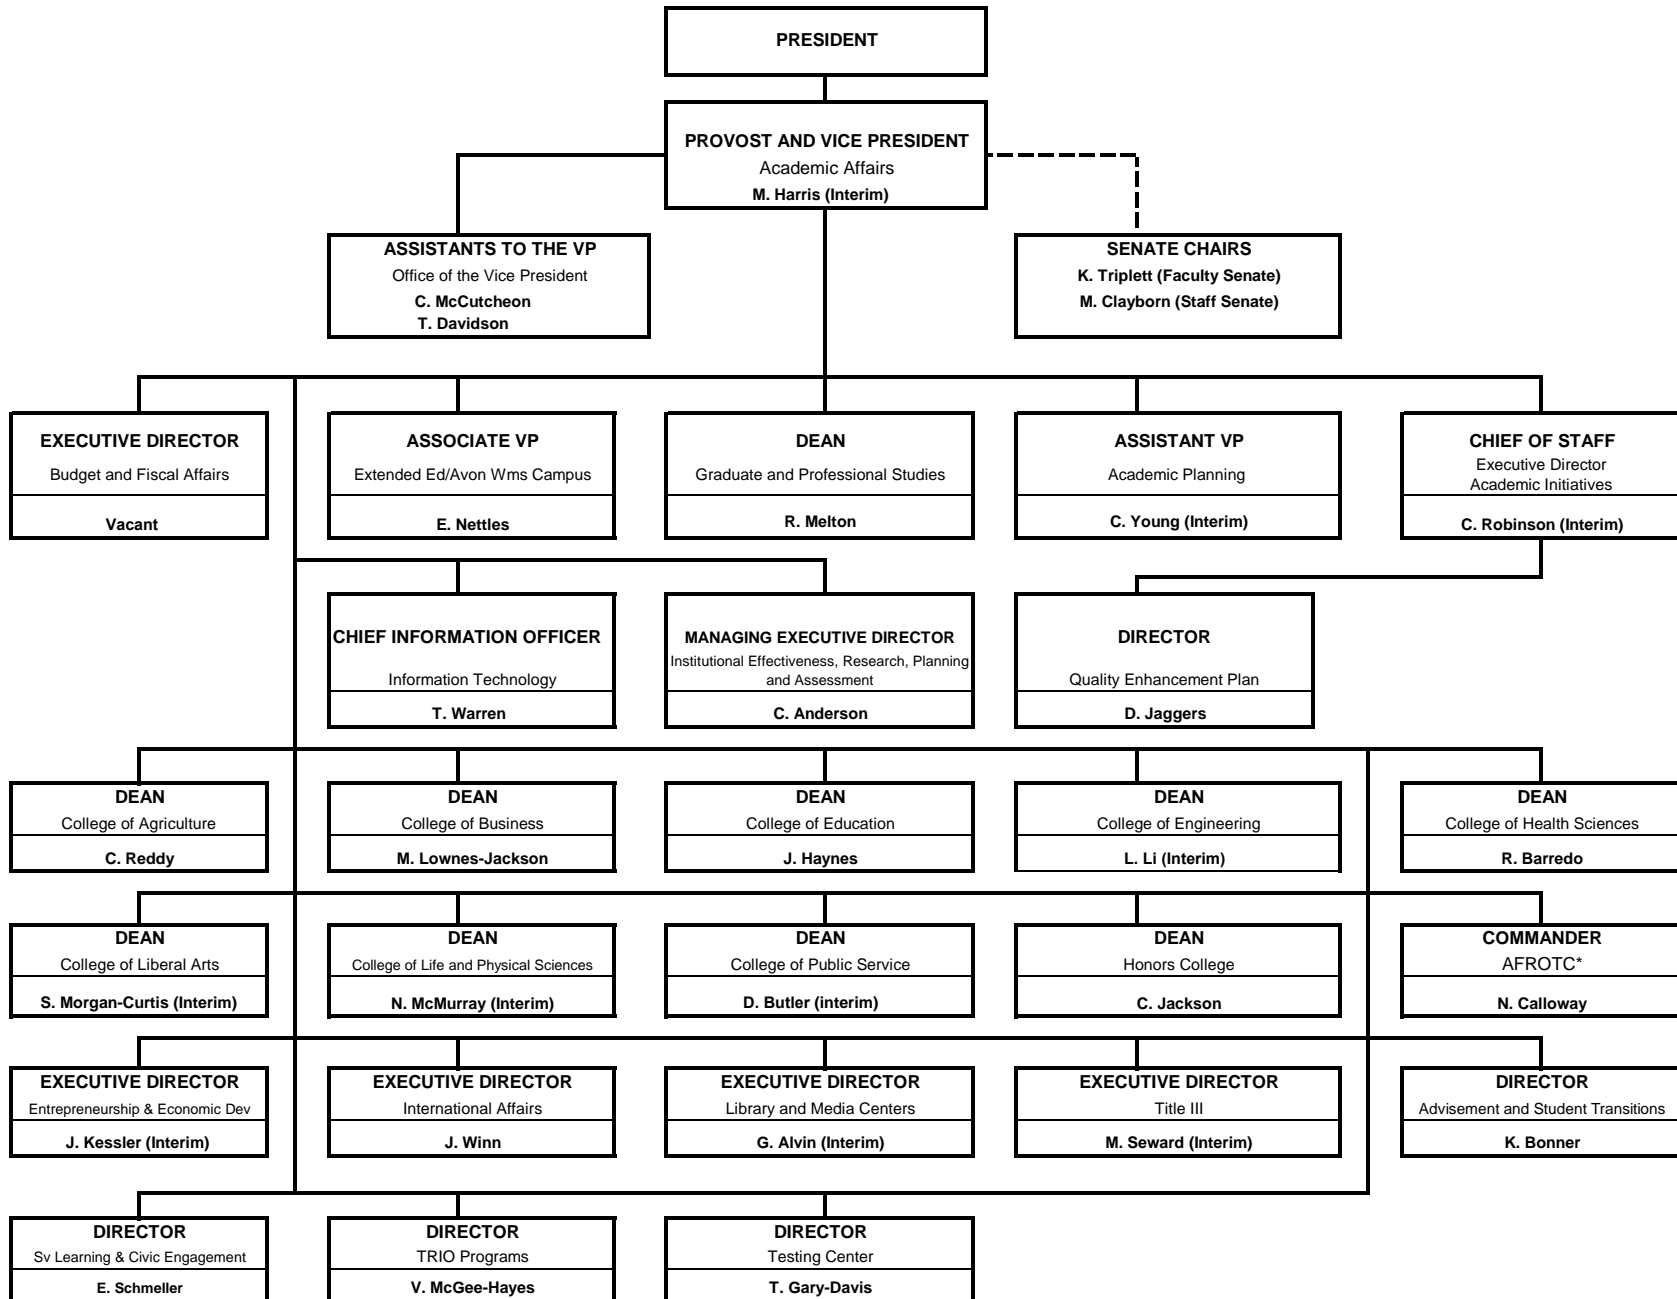 PRESIDENT
PROVOST AND VICE PRESIDENT
Academic Affairs
M. Harris (Interim)
ASSISTANTS TO THE VP
Office of the Vice President
C. McCutcheon
T. Davidson
SENATE CHAIRS
K. Triplett (Faculty Senate)
M. Clayborn (Staff Senate)
EXECUTIVE DIRECTOR
Budget and Fiscal Affairs
Vacant
ASSOCIATE VP
Extended Ed/Avon Wms Campus
E. Nettles
DEAN
Graduate and Professional Studies
R. Melton
ASSISTANT VP
Academic Planning
C. Young (Interim)
CHIEF OF STAFF
Executive Director
Academic Initiatives
C. Robinson (Interim)
CHIEF INFORMATION OFFICER
Information Technology
T. Warren
MANAGING EXECUTIVE DIRECTOR
Institutional Effectiveness, Research, Planning
and Assessment
C. Anderson
DIRECTOR
Quality Enhancement Plan
D. Jaggers
DEAN
College of Agriculture
C. Reddy
DEAN
College of Business
M. Lownes-Jackson
DEAN
College of Education
J. Haynes
DEAN
College of Engineering
L. Li (Interim)
DEAN
College of Health Sciences
R. Barredo
DEAN
College of Liberal Arts
S. Morgan-Curtis (Interim)
DEAN
College of Life and Physical Sciences
N. McMurray (Interim)
DEAN
College of Public Service
D. Butler (interim)
DEAN
Honors College
C. Jackson
COMMANDER
AFROTC*
N. Calloway
EXECUTIVE DIRECTOR
Entrepreneurship & Economic Dev
J. Kessler (Interim)
EXECUTIVE DIRECTOR
International Affairs
J. Winn
EXECUTIVE DIRECTOR
Library and Media Centers
G. Alvin (Interim)
EXECUTIVE DIRECTOR
Title III
M. Seward (Interim)
DIRECTOR
Advisement and Student Transitions
K. Bonner
DIRECTOR
Sv Learning & Civic Engagement
E. Schmeller
DIRECTOR
TRIO Programs
V. McGee-Hayes
DIRECTOR
Testing Center
T. Gary-Davis